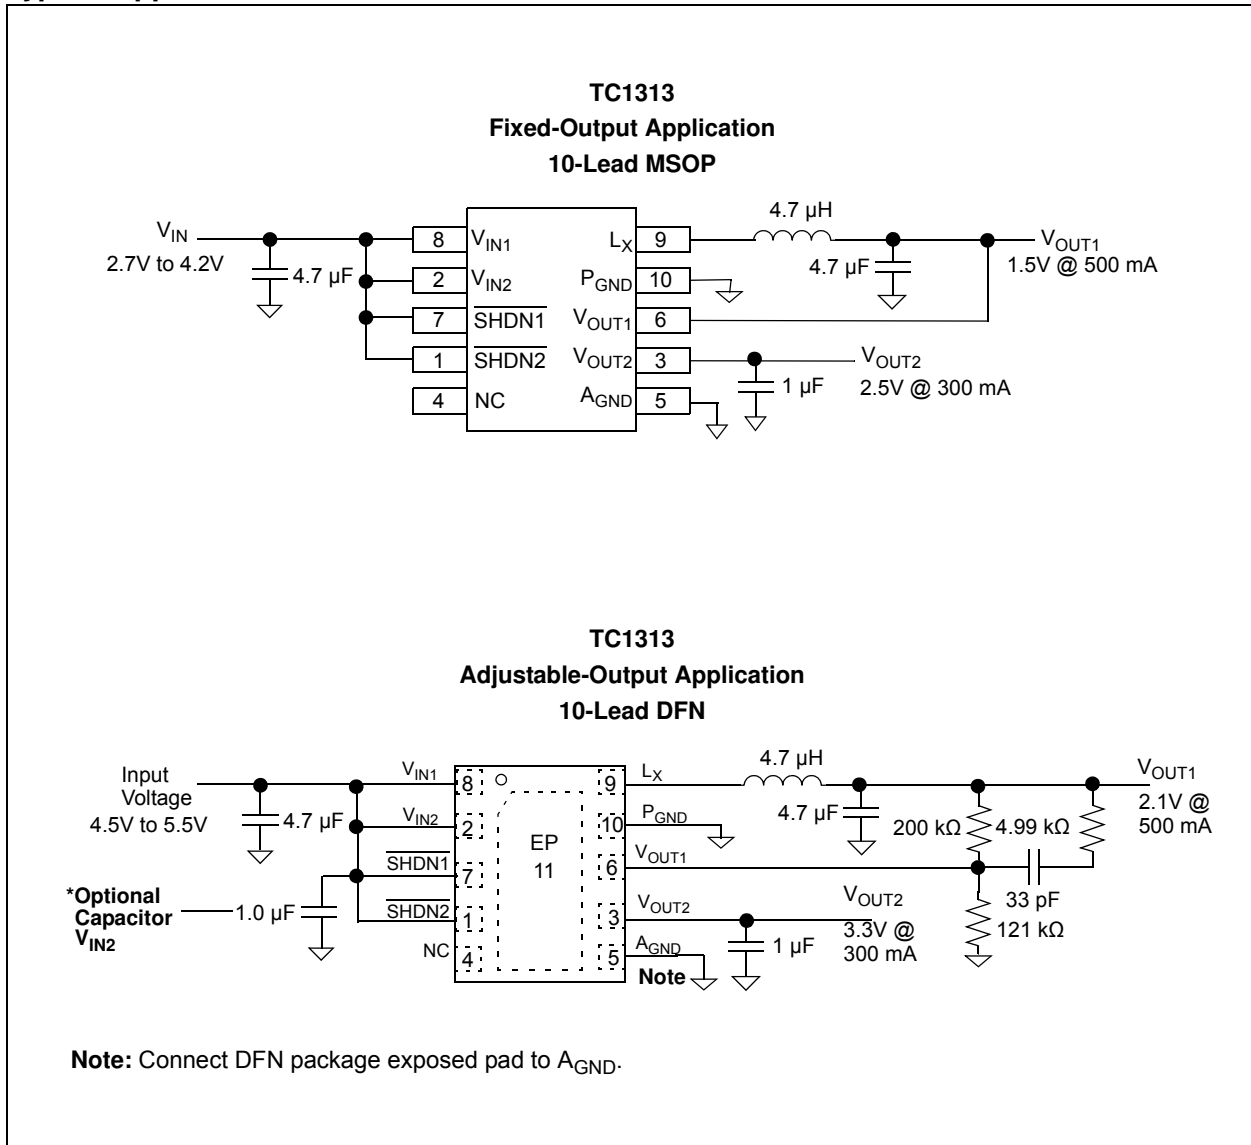 TC1313
Fixed-Output Application
10-Lead MSOP
VIN
2.7V to 4.2V
4.7 µF
8 VIN1
2 VIN2
7 SHDN1
1 SHDN2
4 NC
LX 9
PGND 10
VOUT1 6
VOUT2 3
AGND 5
4.7 µH
4.7 µF
VOUT1
1.5V @ 500 mA
1 µF
VOUT2
2.5V @ 300 mA
TC1313
Adjustable-Output Application
10-Lead DFN
Input
Voltage
4.5V to 5.5V
4.7 µF
*Optional
Capacitor
VIN2
1.0 µF
VIN1 8
VIN2 2
SHDN1 7
SHDN2 1
NC 4
EP
11
9 LX
10 PGND
6 VOUT1
3 VOUT2
5 AGND
Note
4.7 µH
4.7 µF
200 kΩ
4.99 kΩ
33 pF
121 kΩ
VOUT1
2.1V @
500 mA
1 µF
VOUT2
3.3V @
300 mA
Note: Connect DFN package exposed pad to AGND.